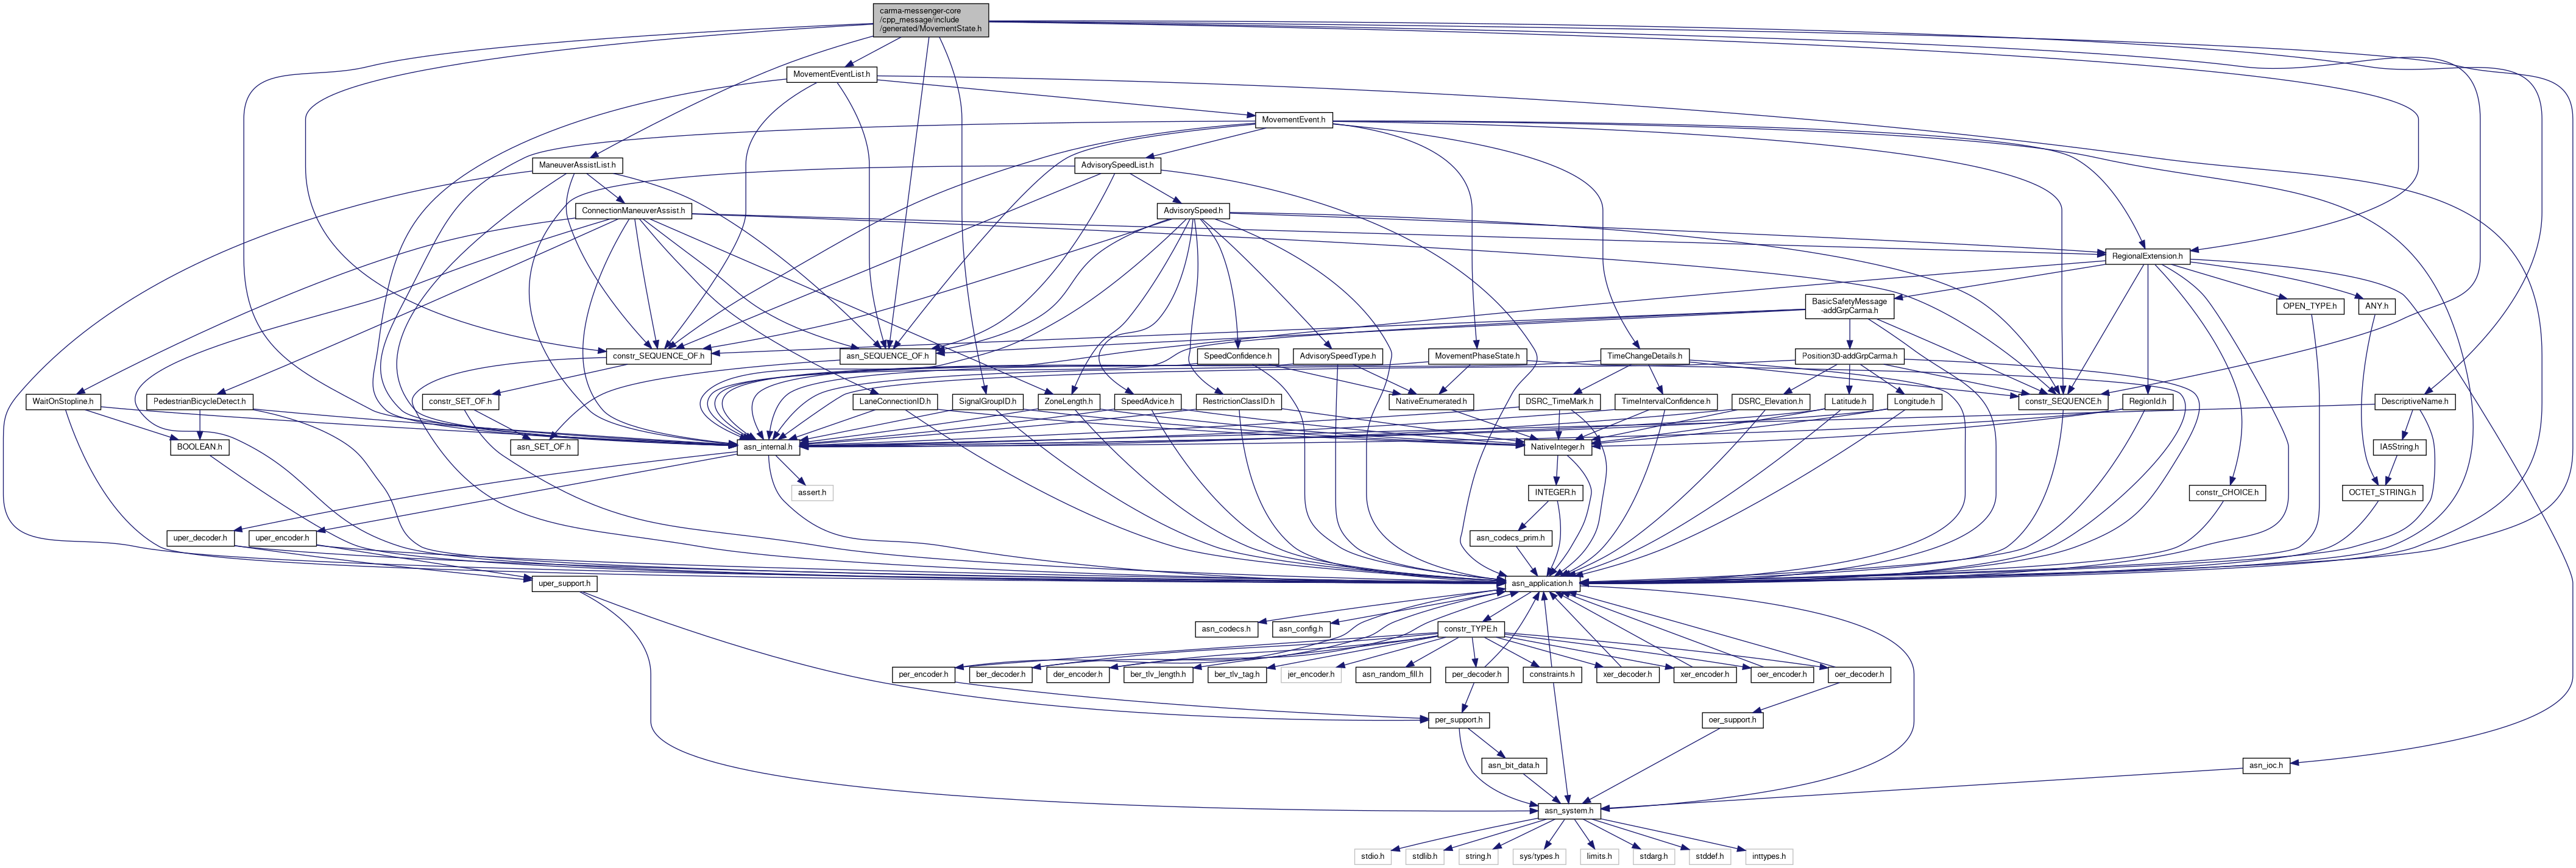 carma-messenger-core
/cpp_message/include
/generated/MovementState.h
MovementEventList.h
MovementEvent.h
ManeuverAssistList.h
AdvisorySpeedList.h
ConnectionManeuverAssist.h
AdvisorySpeed.h
RegionalExtension.h
BasicSafetyMessage
-addGrpCarma.h
OPEN_TYPE.h
ANY.h
constr_SEQUENCE_OF.h
asn_SEQUENCE_OF.h
SpeedConfidence.h
AdvisorySpeedType.h
MovementPhaseState.h
TimeChangeDetails.h
Position3D-addGrpCarma.h
WaitOnStopline.h
PedestrianBicycleDetect.h
constr_SET_OF.h
LaneConnectionID.h
SignalGroupID.h
ZoneLength.h
SpeedAdvice.h
RestrictionClassID.h
NativeEnumerated.h
DSRC_TimeMark.h
TimeIntervalConfidence.h
DSRC_Elevation.h
Latitude.h
Longitude.h
constr_SEQUENCE.h
RegionId.h
DescriptiveName.h
BOOLEAN.h
asn_SET_OF.h
asn_internal.h
NativeInteger.h
IA5String.h
assert.h
INTEGER.h
constr_CHOICE.h
OCTET_STRING.h
uper_decoder.h
uper_encoder.h
asn_codecs_prim.h
uper_support.h
asn_application.h
asn_codecs.h
asn_config.h
constr_TYPE.h
per_encoder.h
ber_decoder.h
der_encoder.h
ber_tlv_length.h
ber_tlv_tag.h
jer_encoder.h
asn_random_fill.h
per_decoder.h
constraints.h
xer_decoder.h
xer_encoder.h
oer_encoder.h
oer_decoder.h
per_support.h
oer_support.h
asn_bit_data.h
asn_ioc.h
asn_system.h
stdio.h
stdlib.h
string.h
sys/types.h
limits.h
stdarg.h
stddef.h
inttypes.h